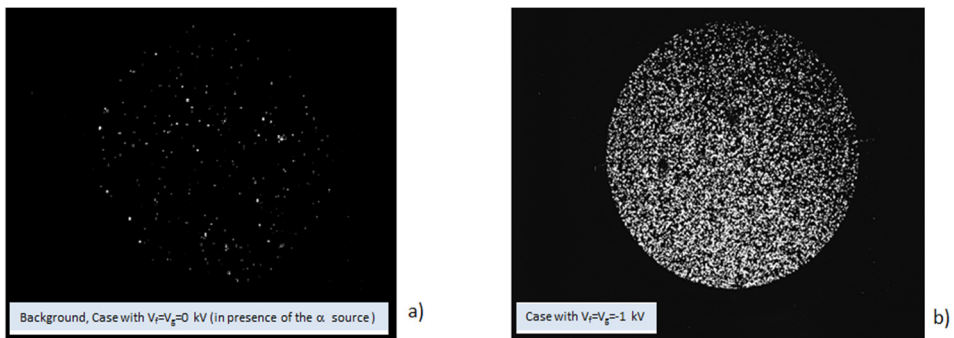 Background, Case with Vf=Vg=0 kV (in presence of the α source)
a)
Case with Vf=Vg=-1 kV
b)